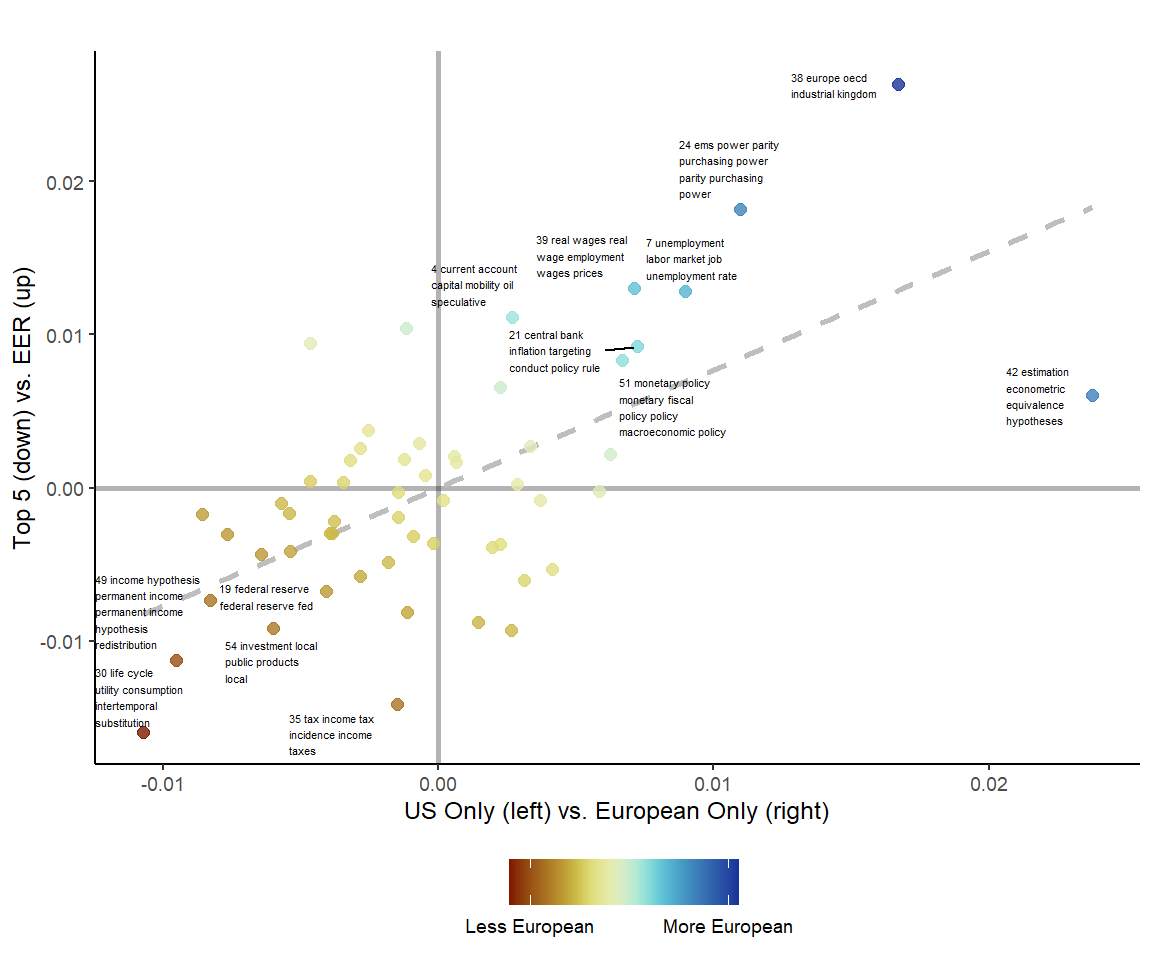 38 europe oecd
industrial kingdom
24 ems power parity
purchasing power
parity purchasing
power
39 real wages real
wage employment
wages prices
7 unemployment
labor market job
unemployment rate
4 current account
capital mobility oil
speculative
21 central bank
inflation targeting
conduct policy rule
51 monetary policy
monetary fiscal
policy policy
macroeconomic policy
42 estimation
econometric
equivalence
hypotheses
49 income hypothesis
permanent income
permanent income
hypothesis
redistribution
19 federal reserve
federal reserve fed
54 investment local
public products
local
30 life cycle
utility consumption
intertemporal
substitution
35 tax income tax
incidence income
taxes
0.02
0.01
0.00
-0.01
Top 5 (down) vs. EER (up)
-0.01
0.00
0.01
0.02
US Only (left) vs. European Only (right)
Less European
More European